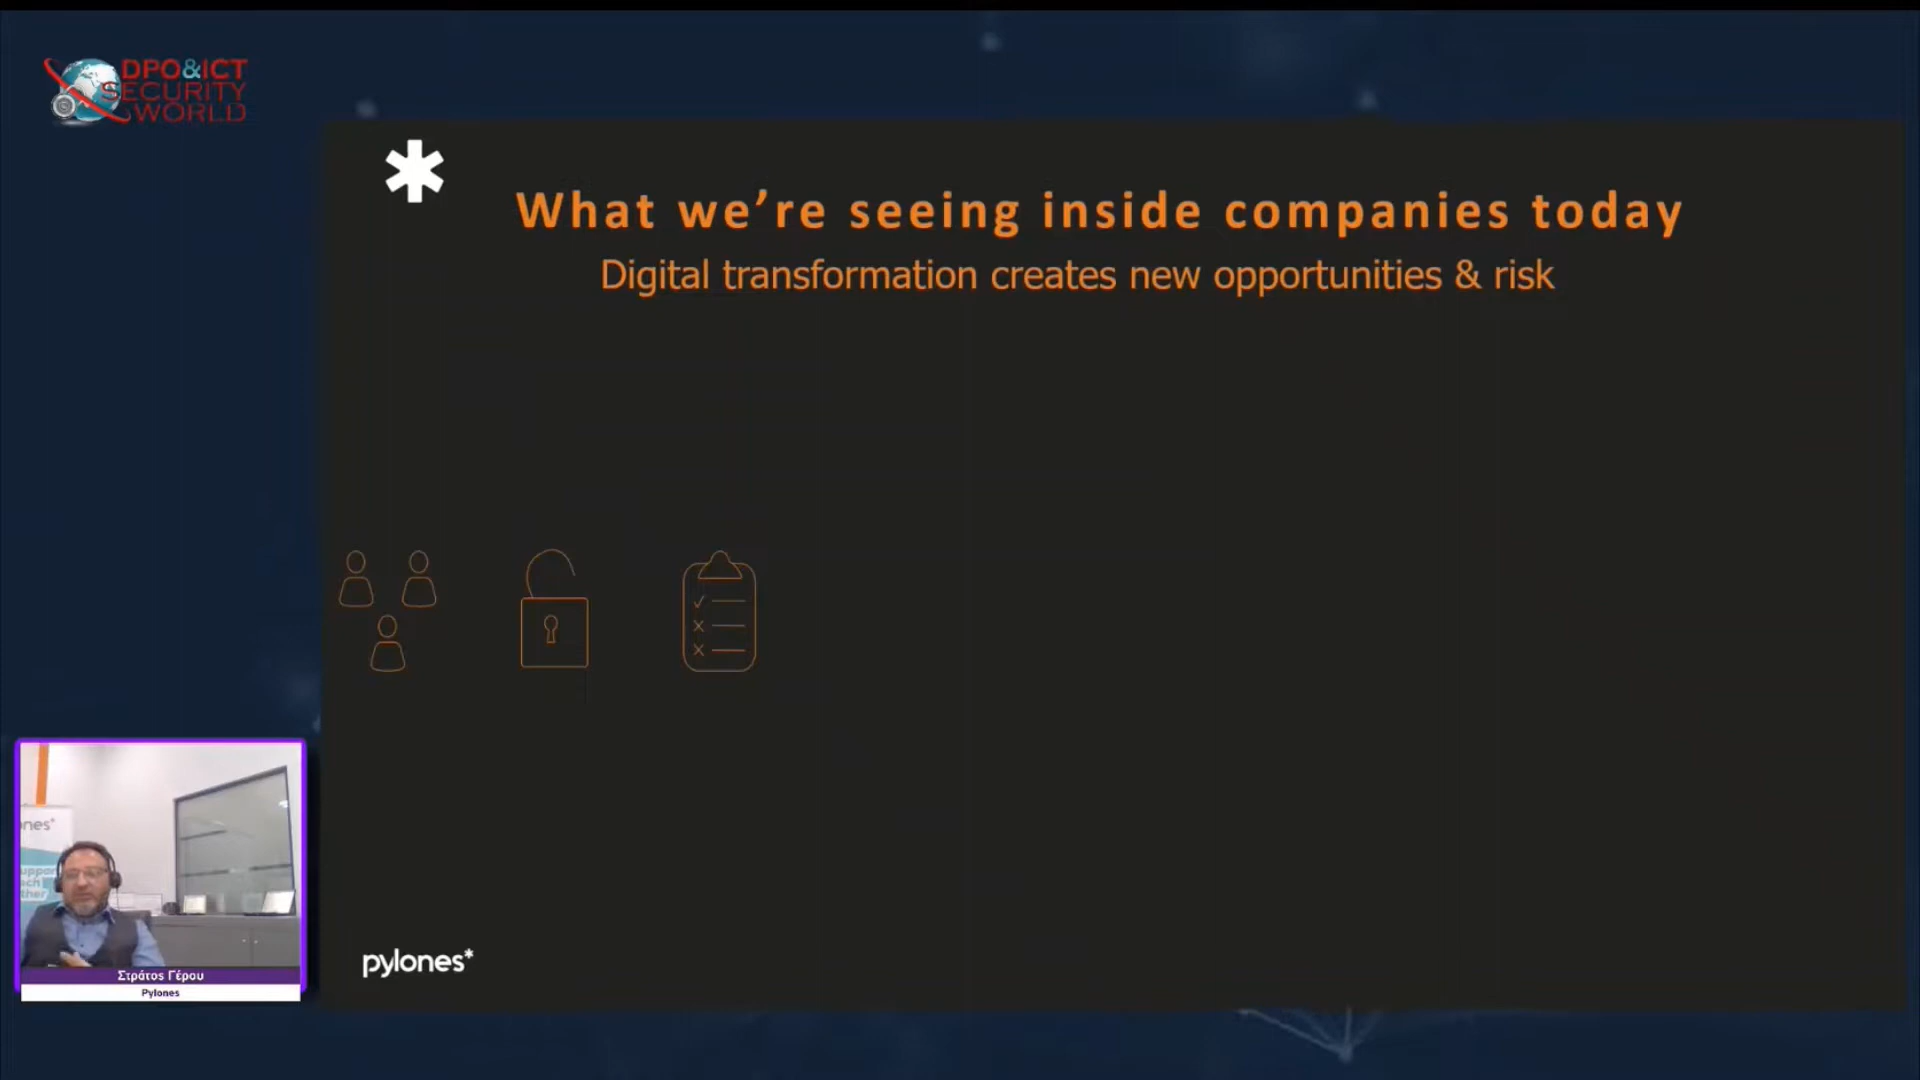 DPO&ICT
SECURITY
WORLD
What we’re seeing inside companies today
Digital transformation creates new opportunities & risk
nes*
Στράτος Γέρου
Pylones
pylones*